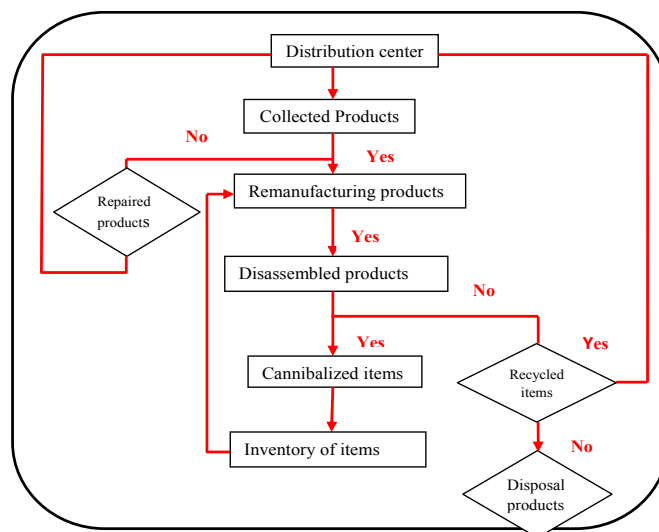 Distribution center
Collected Products
No
Yes
Repaired
products
Remanufacturing products
Yes
Disassembled products
No
Yes
Yes
Cannibalized items
Recycled
items
Inventory of items
No
Disposal
products